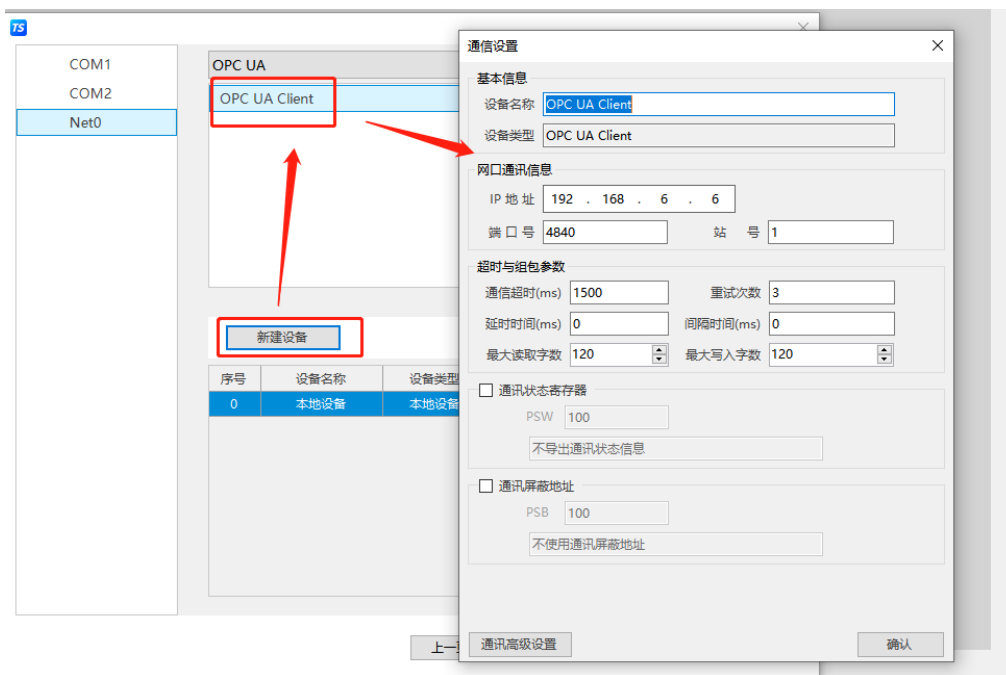 TS
COM1
COM2
Net0
OPC UA
OPC UA Client
新建设备
序号 设备名称 设备类型
0 本地设备 本地设备
上一
通信设置
基本信息
设备名称 OPC UA Client
设备类型 OPC UA Client
网口通讯信息
IP 地址 192 . 168 . 6 . 6
端口号 4840 站 号 1
超时与组包参数
通信超时(ms) 1500 重试次数 3
延时时间(ms) 0 间隔时间(ms) 0
最大读取字数 120 最大写入字数 120
通讯状态寄存器
PSW 100
不导出通讯状态信息
通讯屏蔽地址
PSB 100
不使用通讯屏蔽地址
通讯高级设置 确认